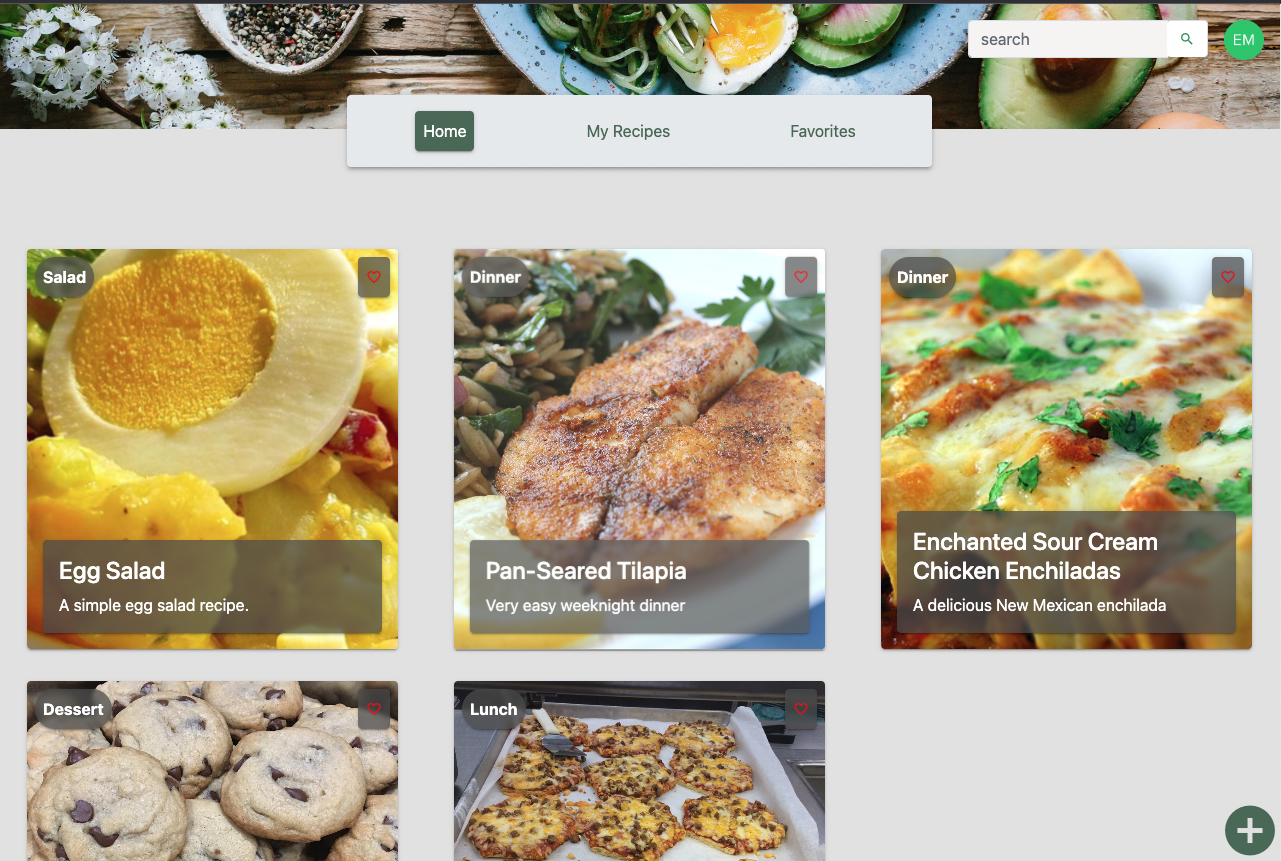 search
EM
Home
My Recipes
Favorites
Salad
Egg Salad
A simple egg salad recipe.
Dinner
Pan-Seared Tilapia
Very easy weeknight dinner
Dinner
Enchanted Sour Cream
Chicken Enchiladas
A delicious New Mexican enchilada
Dessert
Lunch